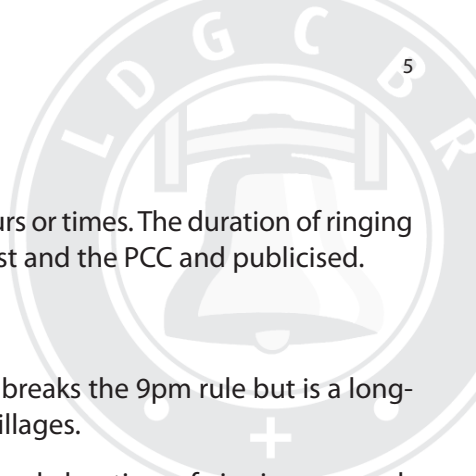 L D G C B R
5
urs or times. The duration of ringing
st and the PCC and publicised.
breaks the 9pm rule but is a long-
illages.